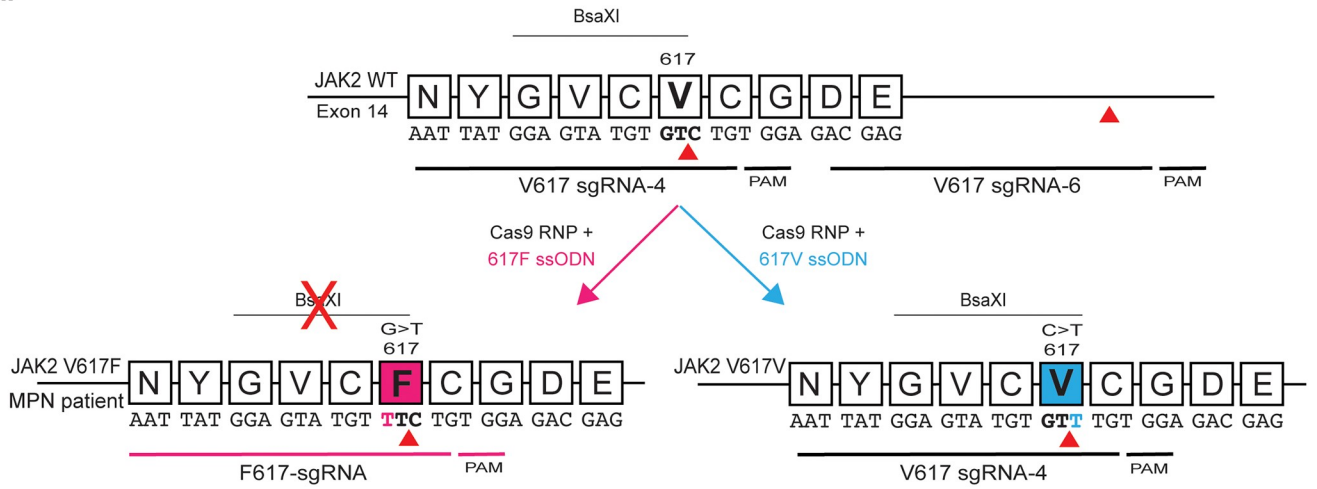 BsaXI
617
JAK2 WT
Exon 14
N Y G V C V C G D E
AAT TAT GGA GTA TGT GTC TGT GGA GAC GAG
V617 sgRNA-4 PAM V617 sgRNA-6 PAM
Cas9 RNP +
617F ssODN
Cas9 RNP +
617V ssODN
BsaXI
X
G>T
617
JAK2 V617F
MPN patient
N Y G V C F C G D E
AAT TAT GGA GTA TGT TTC TGT GGA GAC GAG
F617-sgRNA PAM
BsaXI
C>T
617
JAK2 V617V
N Y G V C V C G D E
AAT TAT GGA GTA TGT GTT TGT GGA GAC GAG
V617 sgRNA-4 PAM